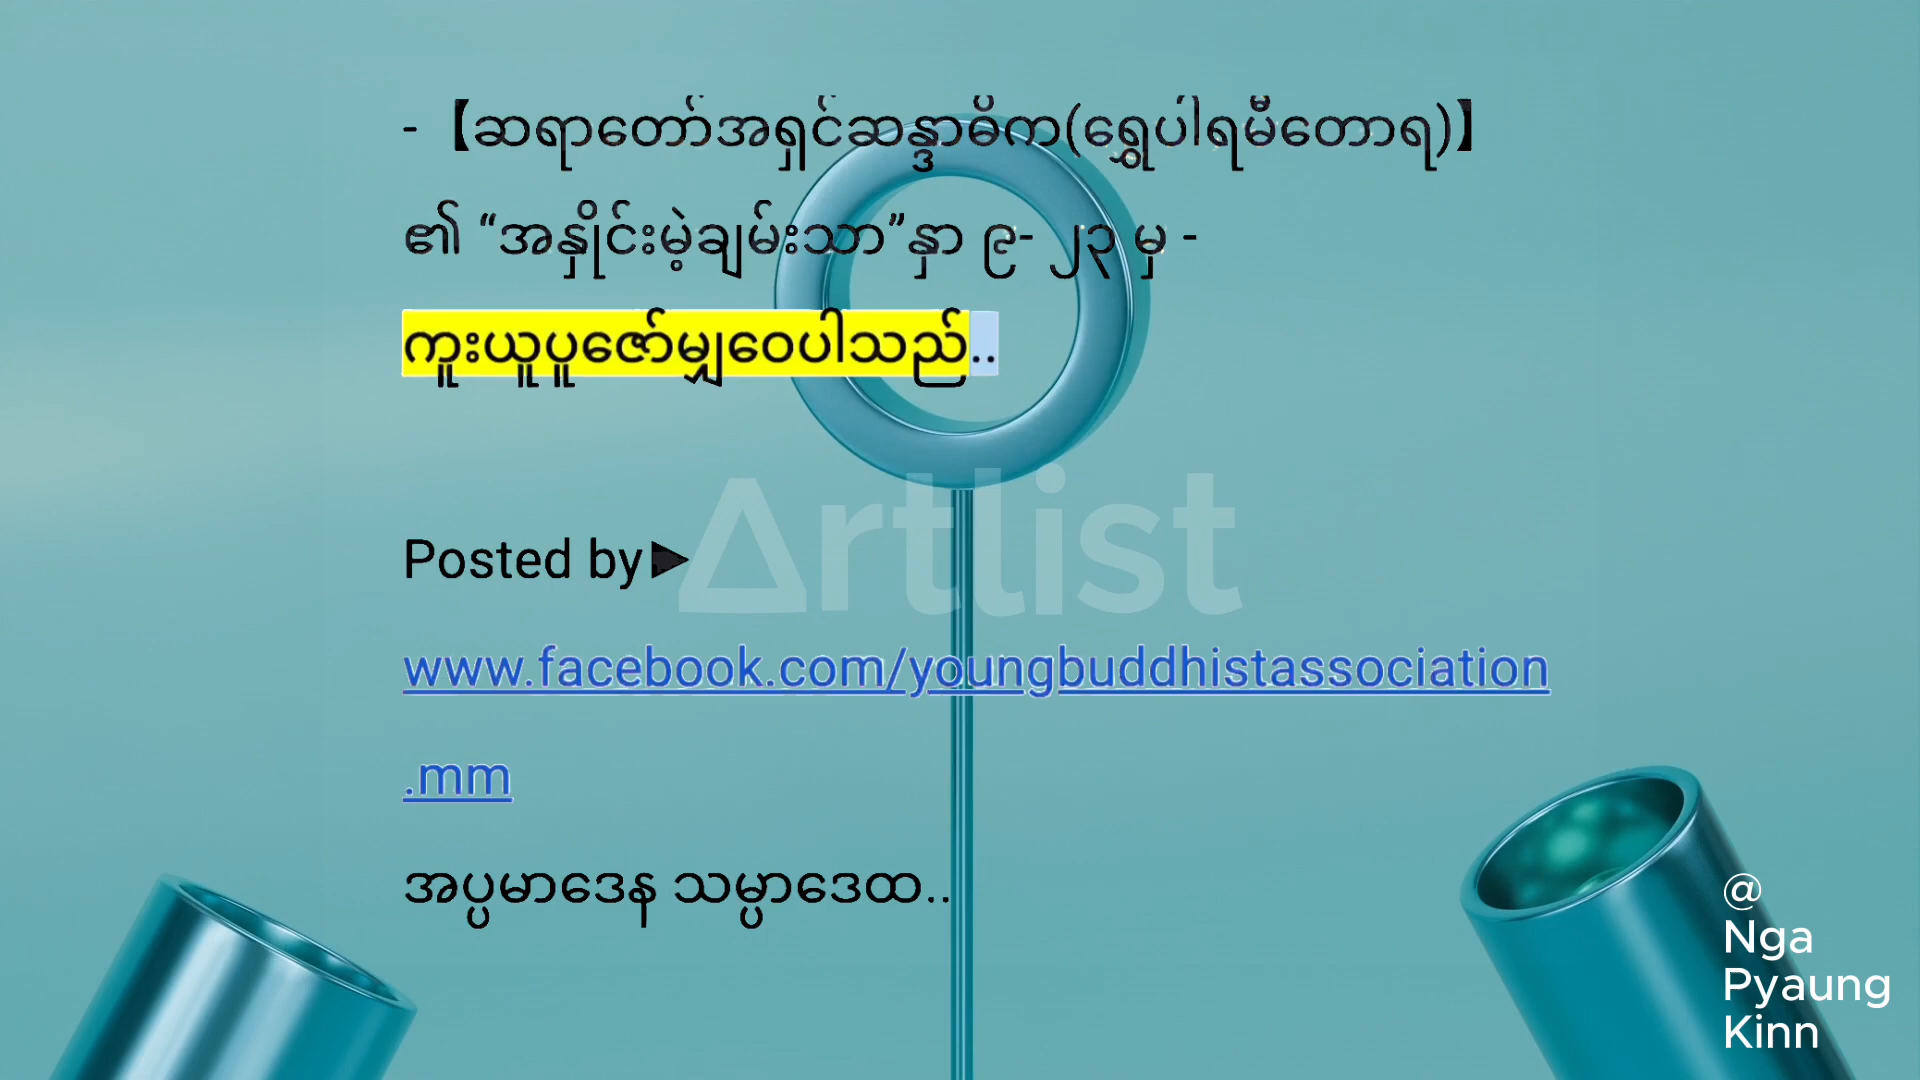 - 【ဆရာတော်အရှင်ဆန္ဒာဓိက(ရွှေပါရမီတောရ)】
၏ “အနှိုင်းမဲ့ချမ်းသာ”နှာ ၉- ၂၃ မှ -
ကူးယူပူဇော်မျှဝေပါသည်..
Artlist
Posted by►
www.facebook.com/youngbuddhistassociation
.mm
အပ္ပမာဒေန သမ္ပာဒေထ..
@
Nga
Pyaung
Kinn